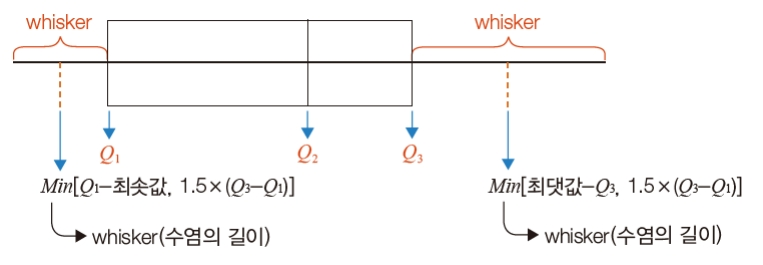 whisker whisker
Q1 Q2 Q3
Min[Q1−최솟값, 1.5×(Q3−Q1)] Min[최댓값−Q3, 1.5×(Q3−Q1)]
whisker(수염의 길이) whisker(수염의 길이)